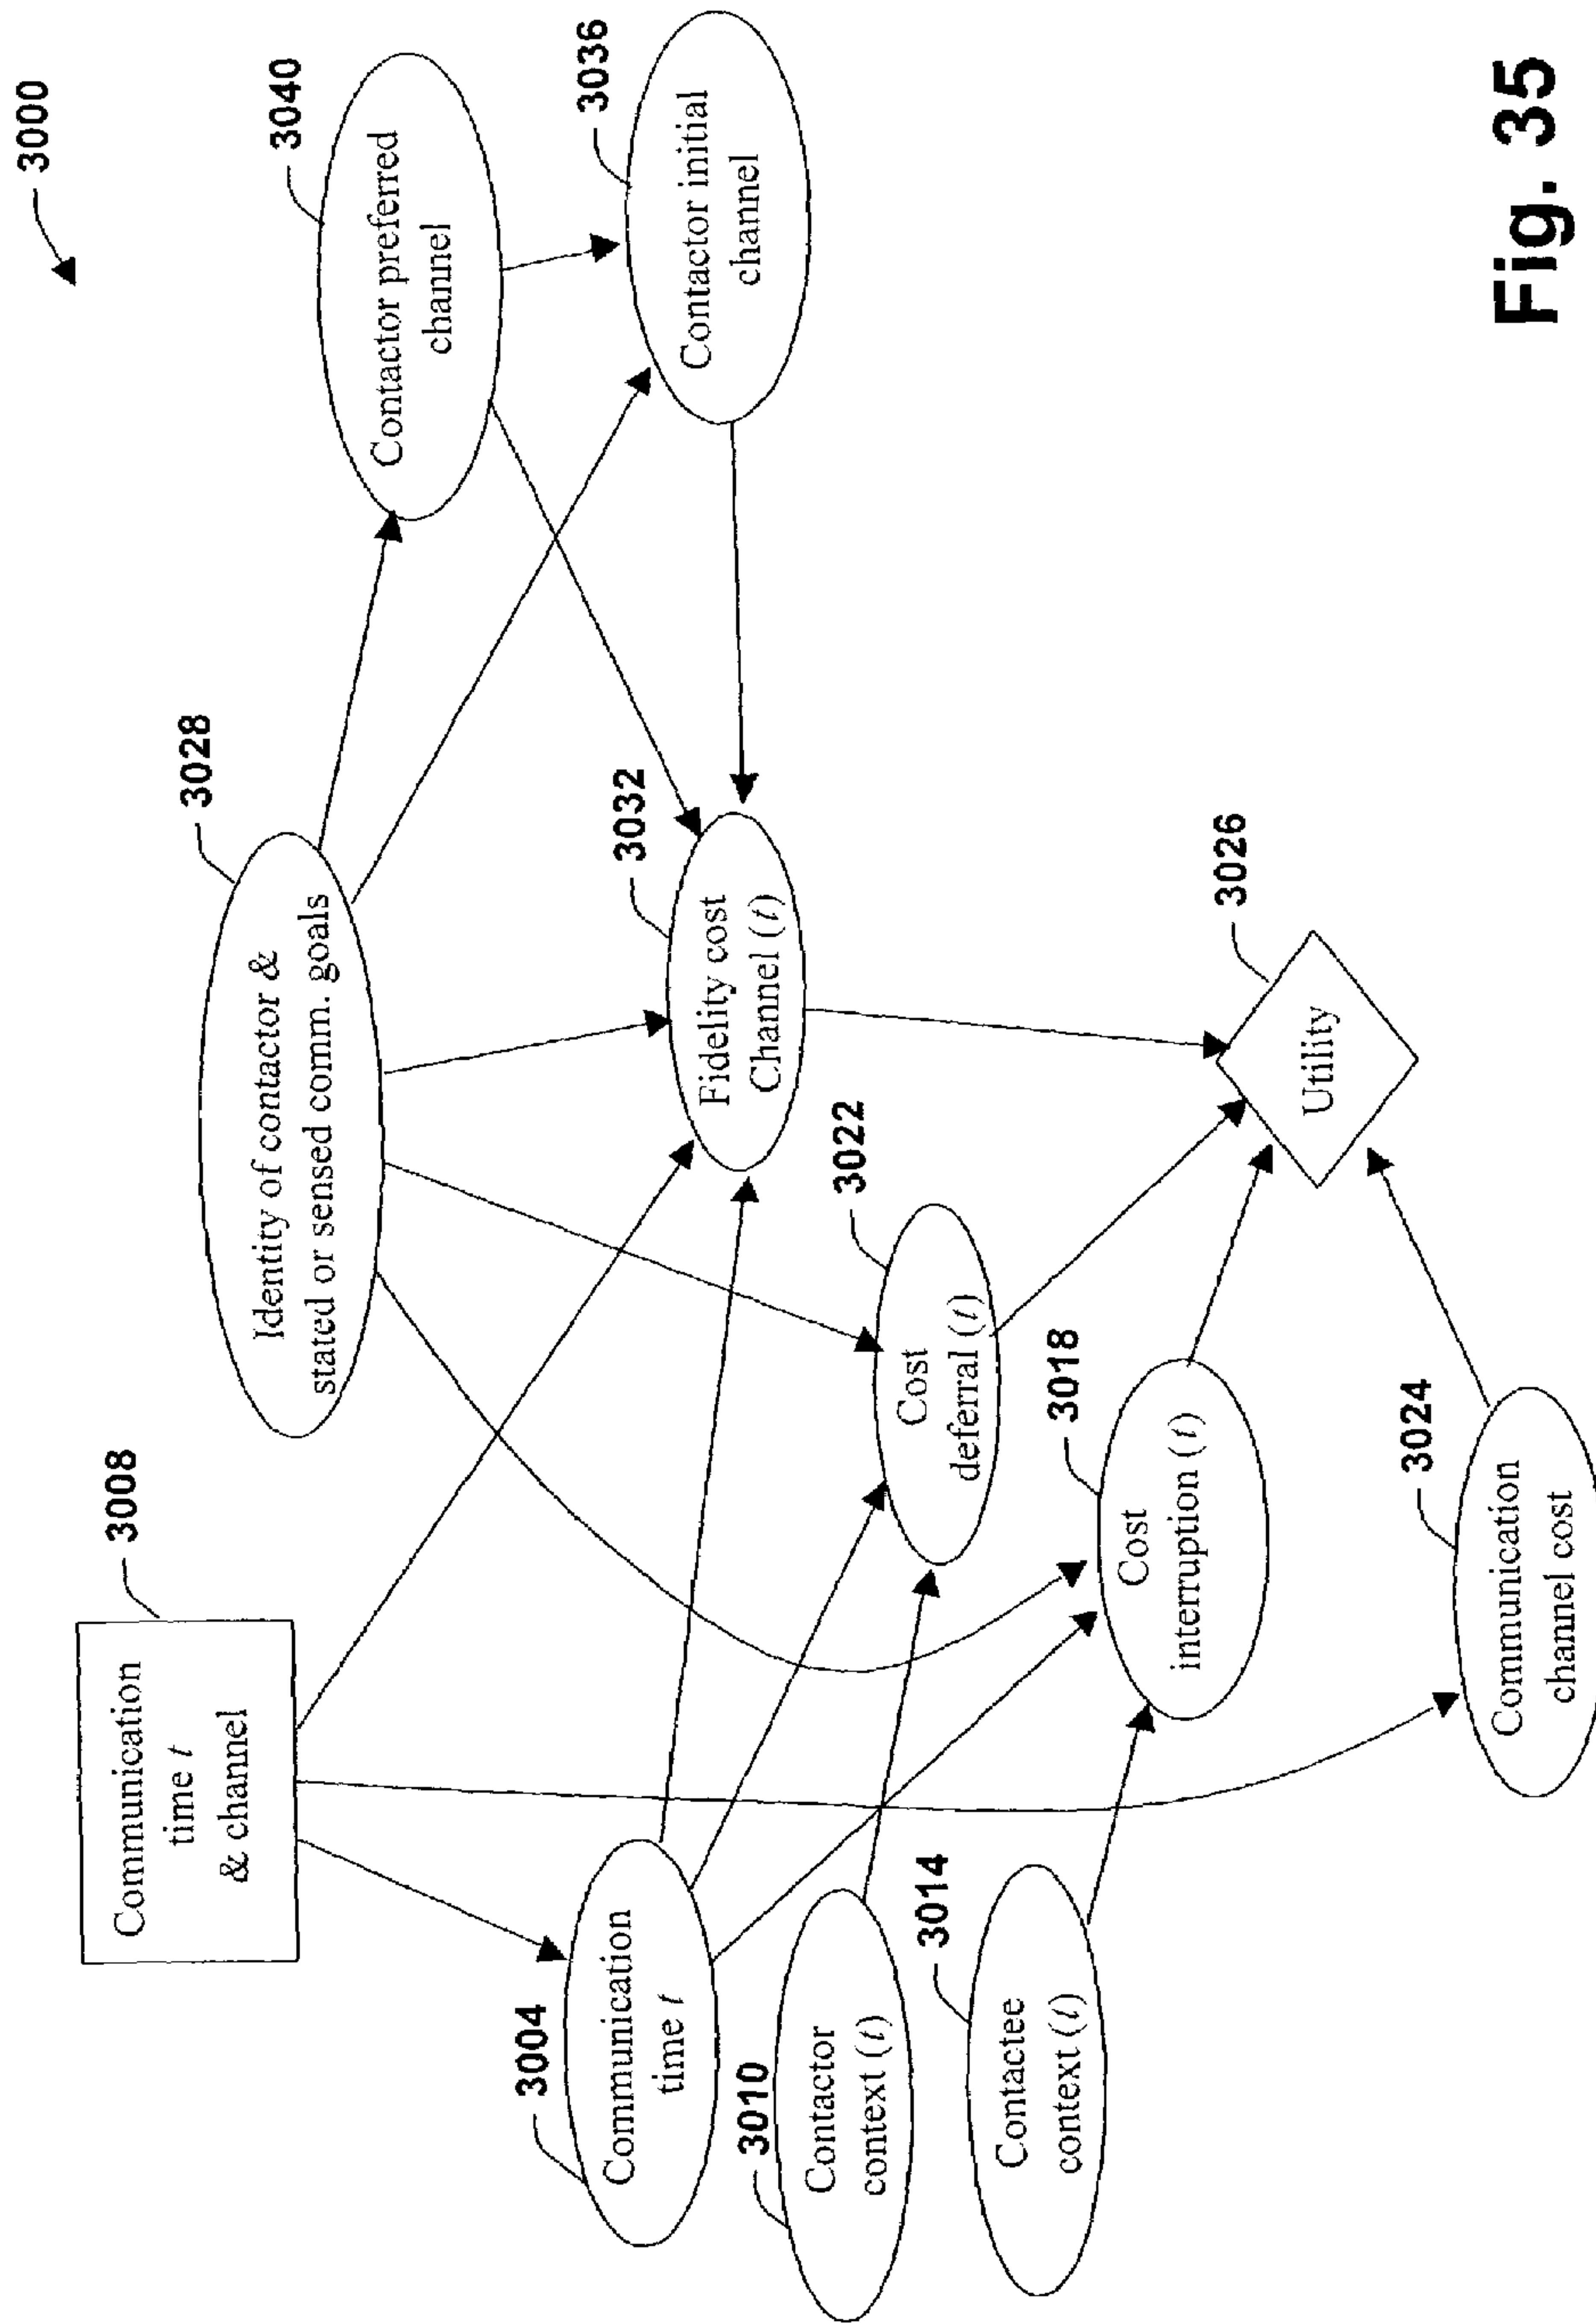 3000
3008
Communication
time t
& channel
3028
Identity of contactor &
stated or sensed comm. goals
3040
Contactor preferred
channel
3036
Contactor initial
channel
3004
Communication
time t
3032
Fidelity cost
Channel (t)
3010
Contactor
context (t)
3022
Cost
deferral (t)
3014
Contactee
context (t)
3018
Cost
interruption (t)
3026
Utility
3024
Communication
channel cost
Fig. 35